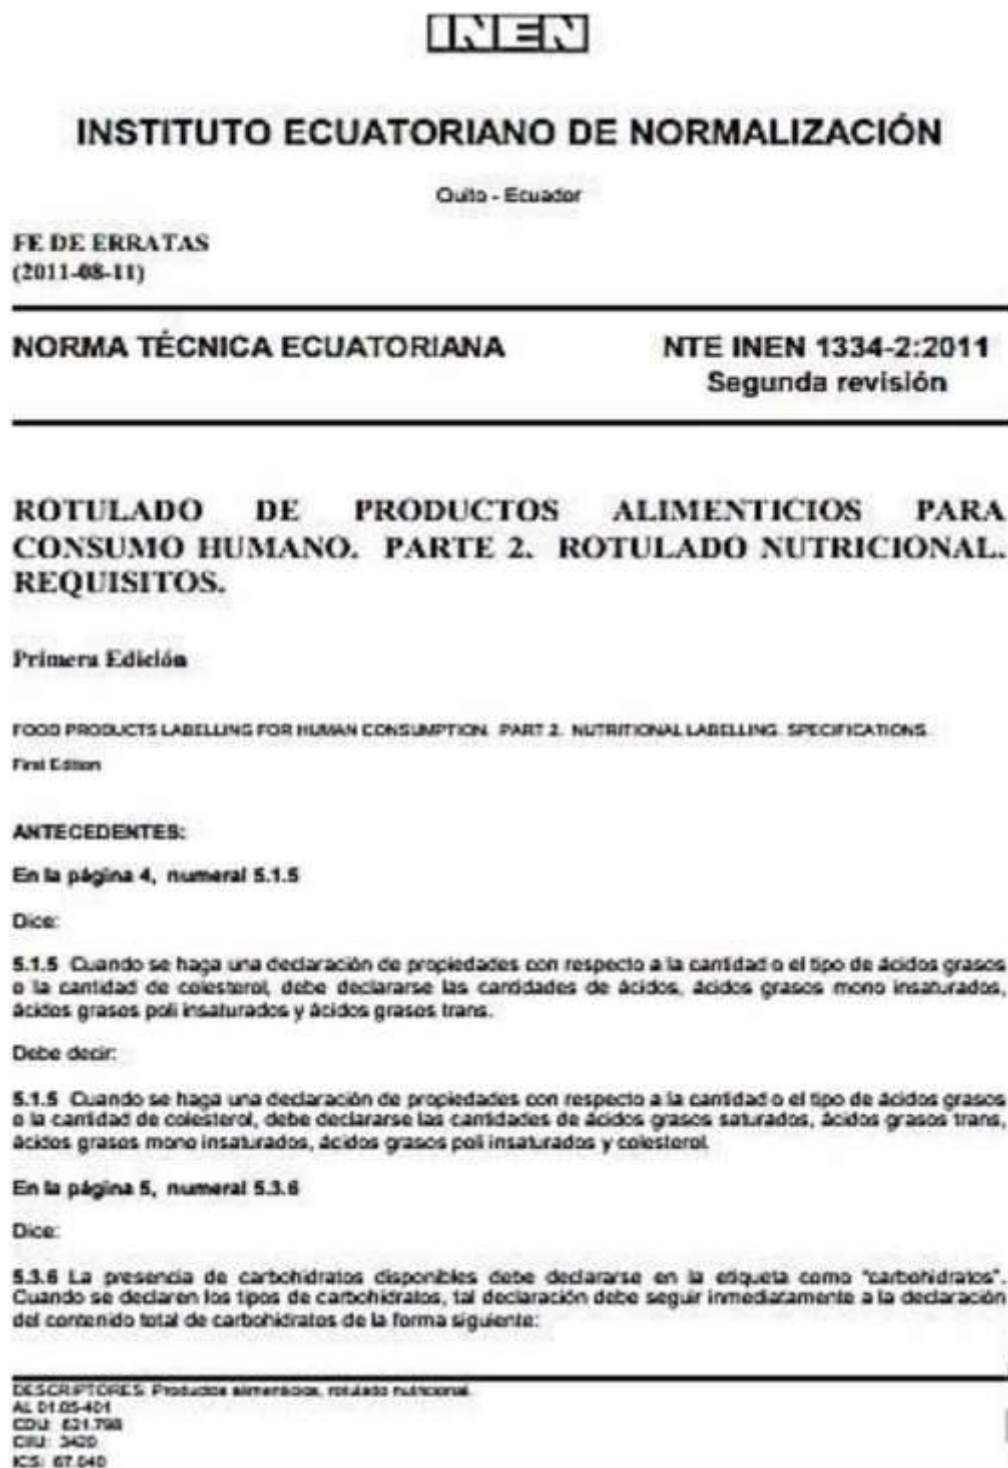 INEN
INSTITUTO ECUATORIANO DE NORMALIZACIÓN
Quito - Ecuador
FE DE ERRATAS
(2011-08-11)
NORMA TÉCNICA ECUATORIANA
NTE INEN 1334-2:2011
Segunda revisión
ROTULADO DE PRODUCTOS ALIMENTICIOS PARA
CONSUMO HUMANO. PARTE 2. ROTULADO NUTRICIONAL.
REQUISITOS.
Primera Edición
FOOD PRODUCTS LABELLING FOR HUMAN CONSUMPTION. PART 2. NUTRITIONAL LABELLING. SPECIFICATIONS.
First Edition
ANTECEDENTES:
En la página 4, numeral 5.1.5
Dice:
5.1.5 Cuando se haga una declaración de propiedades con respecto a la cantidad o el tipo de ácidos grasos
o la cantidad de colesterol, debe declararse las cantidades de ácidos, ácidos grasos mono insaturados,
ácidos grasos poli insaturados y ácidos grasos trans.
Debe decir:
5.1.5 Cuando se haga una declaración de propiedades con respecto a la cantidad o el tipo de ácidos grasos
o la cantidad de colesterol, debe declararse las cantidades de ácidos grasos saturados, ácidos grasos trans,
ácidos grasos mono insaturados, ácidos grasos poli insaturados y colesterol.
En la página 5, numeral 5.3.6
Dice:
5.3.6 La presencia de carbohidratos disponibles debe declararse en la etiqueta como "carbohidratos".
Cuando se declaren los tipos de carbohidratos, tal declaración debe seguir inmediatamente a la declaración
del contenido total de carbohidratos de la forma siguiente:
DESCRIPTORES: Productos alimenticios, rotulado nutricional.
AL 01.05-401
CDU: 621.798
CIIU: 3420
ICS: 67.040